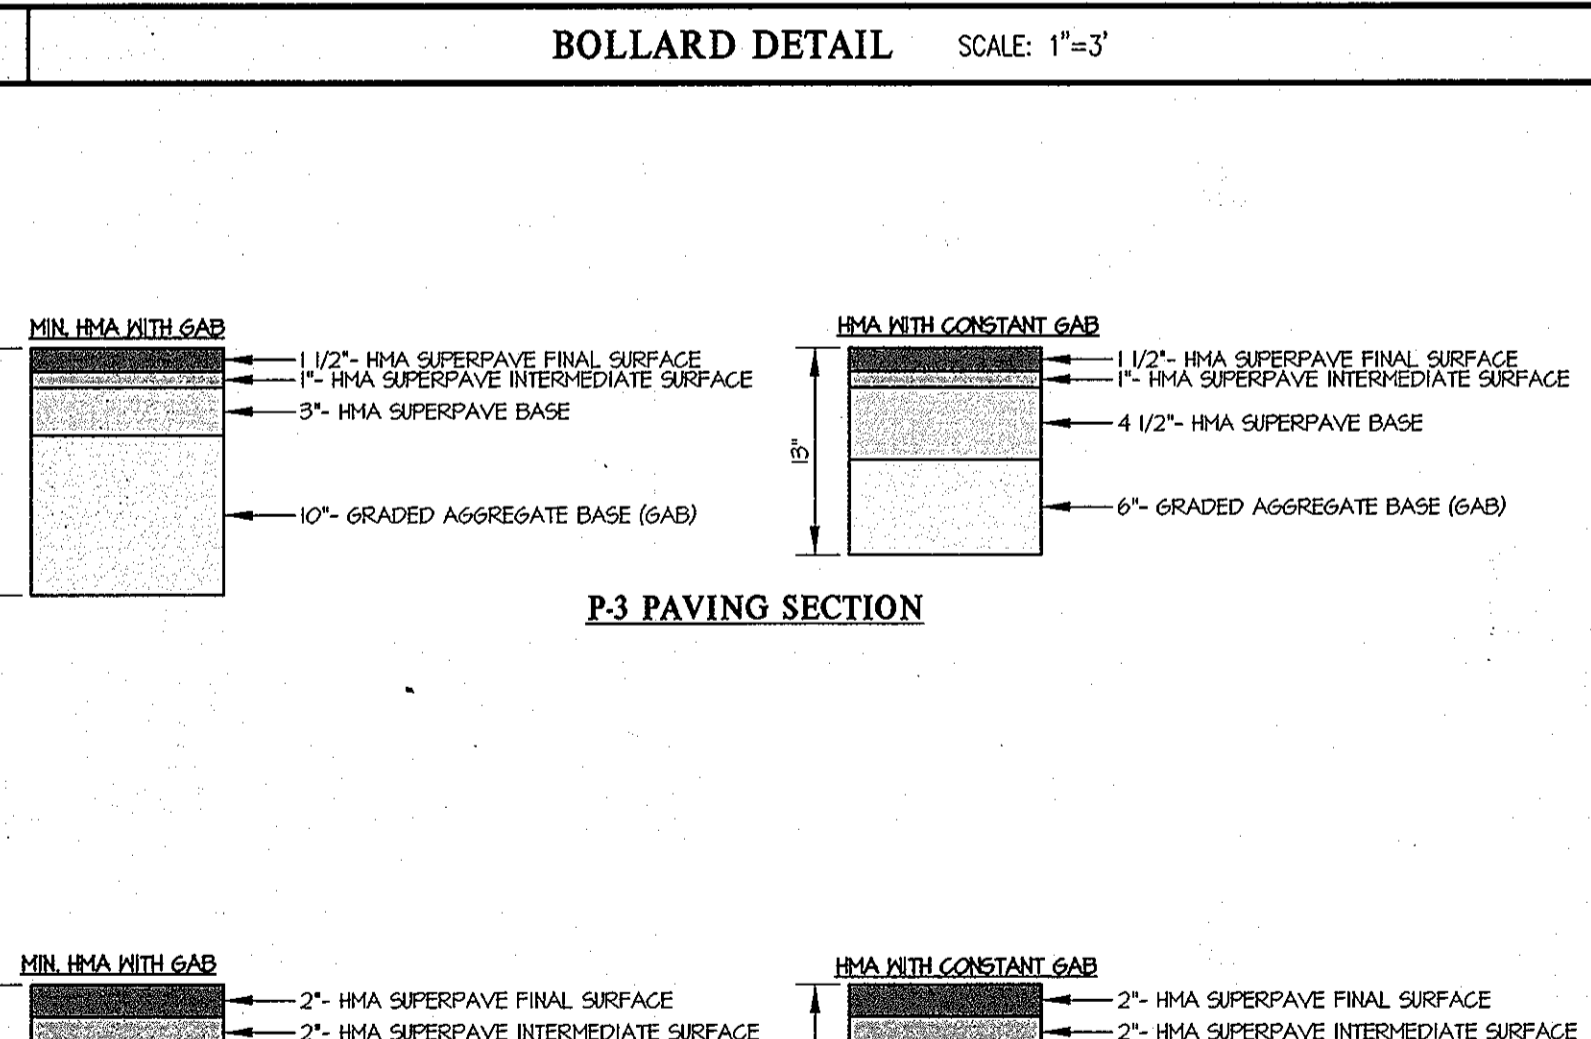 BOLLARD DETAIL SCALE: 1"=3'
MIN. HMA WITH GAB
1 1/2"- HMA SUPERPAVE FINAL SURFACE
1"- HMA SUPERPAVE INTERMEDIATE SURFACE
3"- HMA SUPERPAVE BASE
10"- GRADED AGGREGATE BASE (GAB)
HMA WITH CONSTANT GAB
13"
1 1/2"- HMA SUPERPAVE FINAL SURFACE
1"- HMA SUPERPAVE INTERMEDIATE SURFACE
4 1/2"- HMA SUPERPAVE BASE
6"- GRADED AGGREGATE BASE (GAB)
P-3 PAVING SECTION
MIN. HMA WITH GAB
2"- HMA SUPERPAVE FINAL SURFACE
2"- HMA SUPERPAVE INTERMEDIATE SURFACE
HMA WITH CONSTANT GAB
2"- HMA SUPERPAVE FINAL SURFACE
2"- HMA SUPERPAVE INTERMEDIATE SURFACE